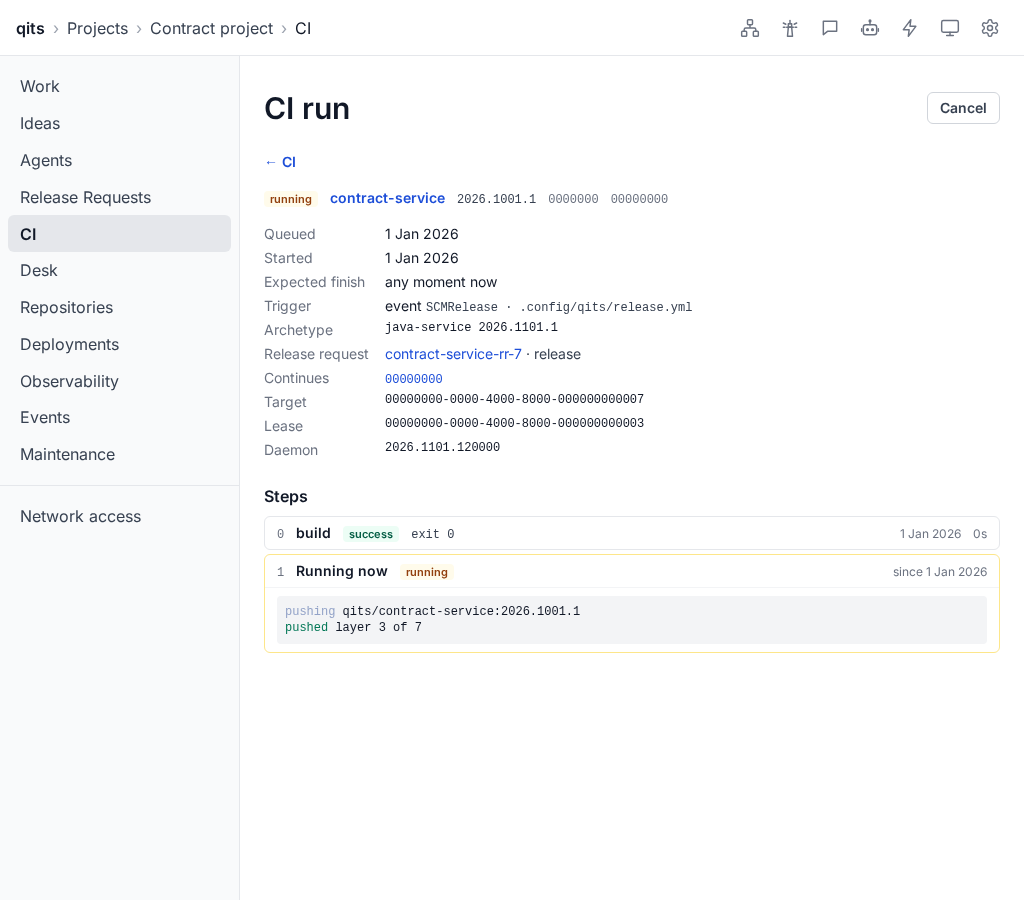 qits › Projects › Contract project › CI
Work
Ideas
Agents
Release Requests
CI
Desk
Repositories
Deployments
Observability
Events
Maintenance
Network access
CI run
Cancel
← CI
running contract-service 2026.1001.1 0000000 00000000
Queued 1 Jan 2026
Started 1 Jan 2026
Expected finish any moment now
Trigger event SCMRelease · .config/qits/release.yml
Archetype java-service 2026.1101.1
Release request contract-service-rr-7 · release
Continues 00000000
Target 00000000-0000-4000-8000-000000000007
Lease 00000000-0000-4000-8000-000000000003
Daemon 2026.1101.120000
Steps
0 build success exit 0 1 Jan 2026 0s
1 Running now running since 1 Jan 2026
pushing qits/contract-service:2026.1001.1
pushed layer 3 of 7